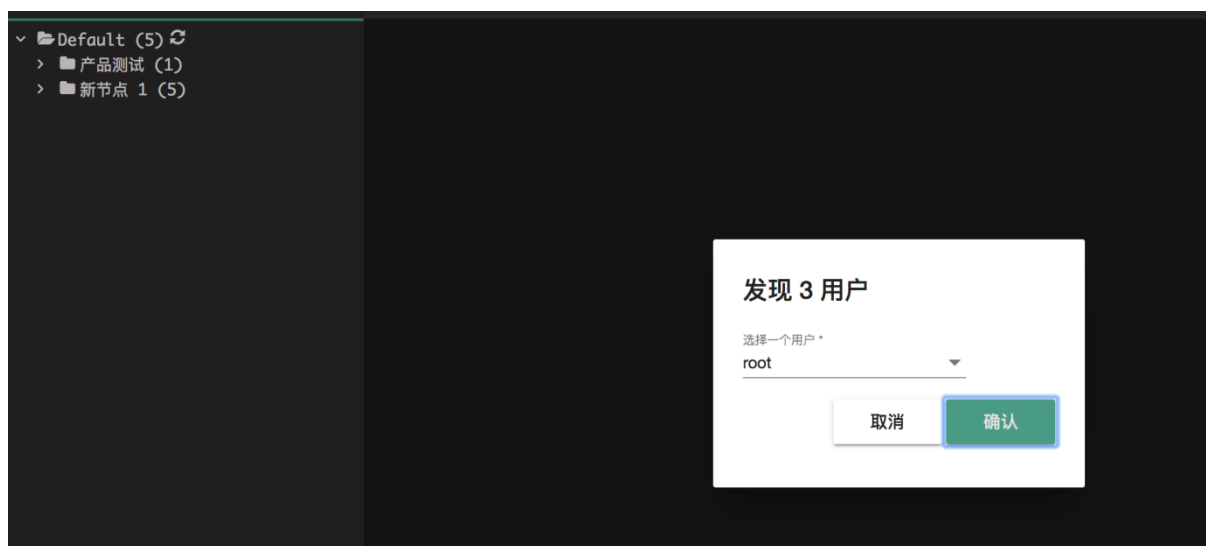 Default (5)
产品测试 (1)
新节点 1 (5)
发现 3 用户
选择一个用户 *
root
取消
确认